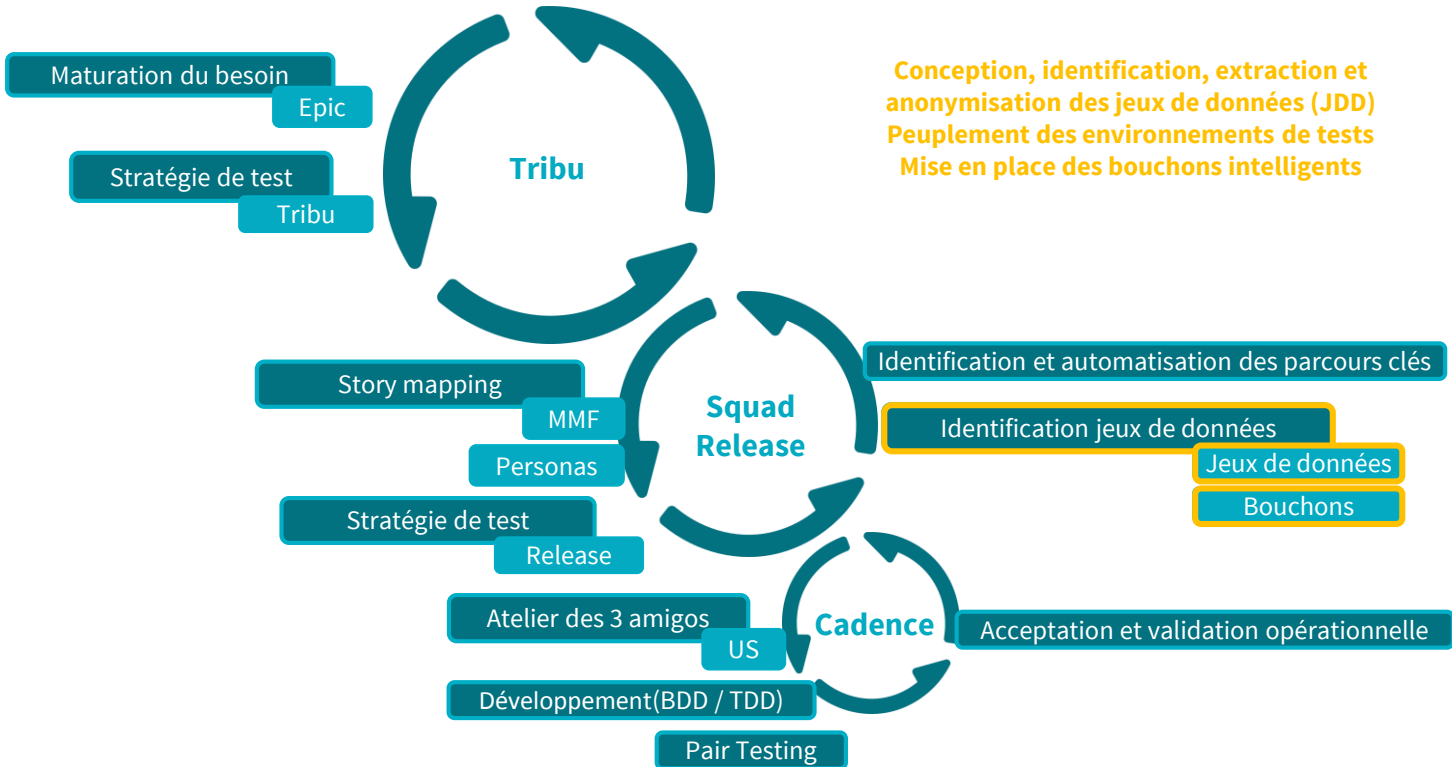 Maturation du besoin
Epic
Stratégie de test
Tribu
Tribu
Conception, identification, extraction et
anonymisation des jeux de données (JDD)
Peuplement des environnements de tests
Mise en place des bouchons intelligents
Story mapping
MMF
Personas
Stratégie de test
Release
Squad
Release
Identification et automatisation des parcours clés
Identification jeux de données
Jeux de données
Bouchons
Atelier des 3 amigos
US
Développement(BDD / TDD)
Pair Testing
Cadence
Acceptation et validation opérationnelle